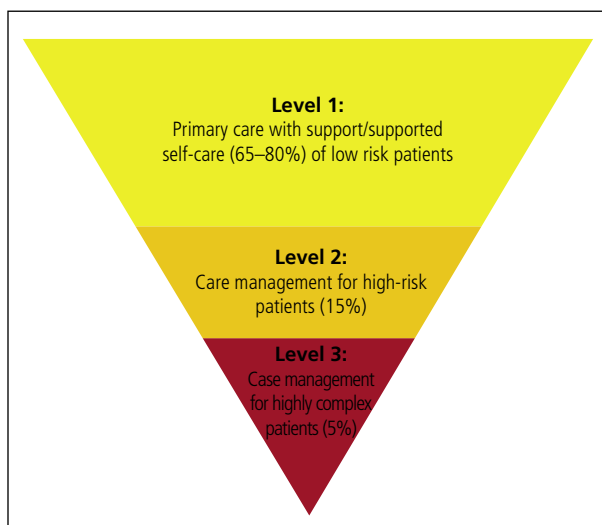 Level 1:
Primary care with support/supported
self-care (65–80%) of low risk patients
Level 2:
Care management for high-risk
patients (15%)
Level 3:
Case management
for highly complex
patients (5%)